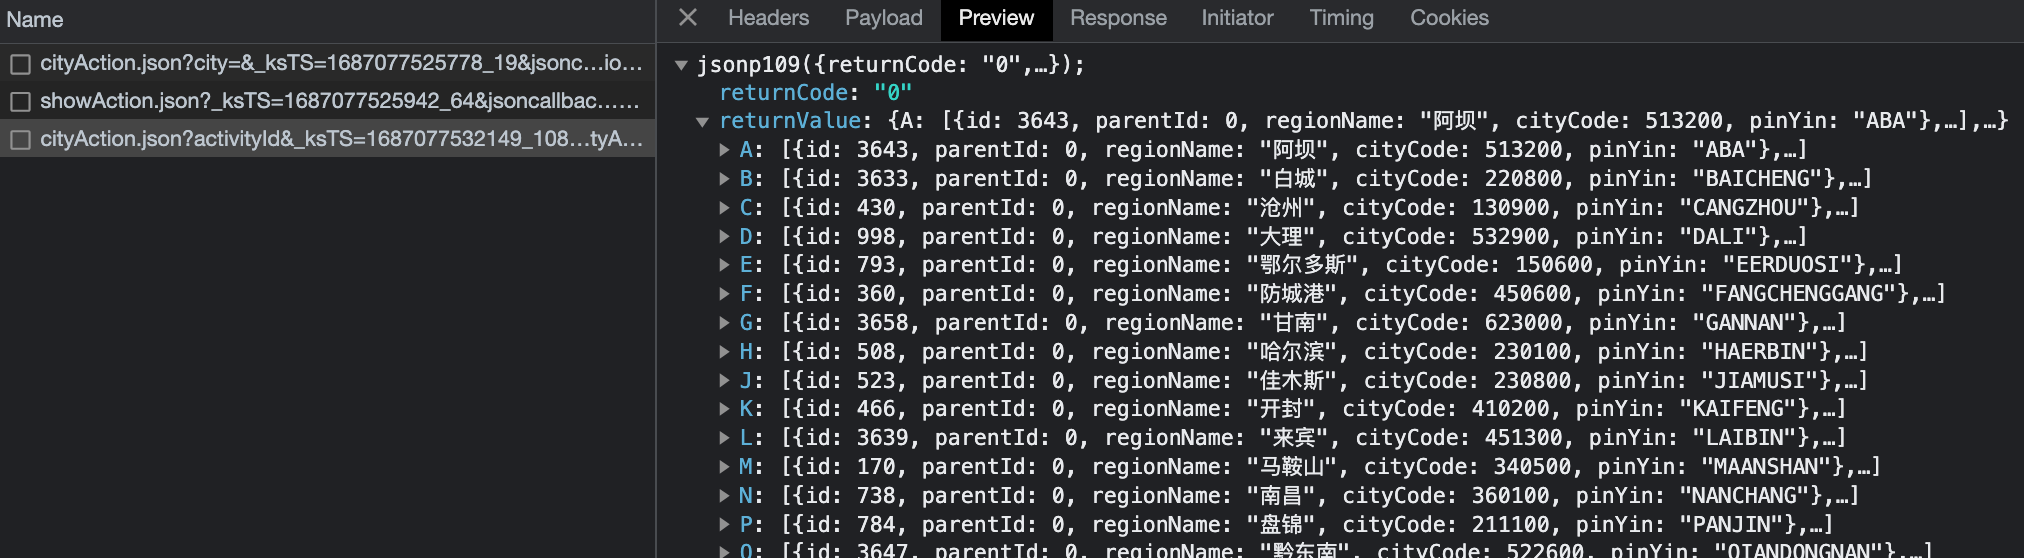 Name
Headers Payload Preview Response Initiator Timing Cookies
cityAction.json?city=&_ksTS=1687077525778_19&jsonc…io…
showAction.json?_ksTS=1687077525942_64&jsoncallbac……
cityAction.json?activityId&_ksTS=1687077532149_108…tyA…
jsonp109({returnCode: "0",…});
returnCode: "0"
returnValue: {A: [{id: 3643, parentId: 0, regionName: "阿坝", cityCode: 513200, pinYin: "ABA"},…],…}
A: [{id: 3643, parentId: 0, regionName: "阿坝", cityCode: 513200, pinYin: "ABA"},…]
B: [{id: 3633, parentId: 0, regionName: "白城", cityCode: 220800, pinYin: "BAICHENG"},…]
C: [{id: 430, parentId: 0, regionName: "沧州", cityCode: 130900, pinYin: "CANGZHOU"},…]
D: [{id: 998, parentId: 0, regionName: "大理", cityCode: 532900, pinYin: "DALI"},…]
E: [{id: 793, parentId: 0, regionName: "鄂尔多斯", cityCode: 150600, pinYin: "EERDUOSI"},…]
F: [{id: 360, parentId: 0, regionName: "防城港", cityCode: 450600, pinYin: "FANGCHENGGANG"},…]
G: [{id: 3658, parentId: 0, regionName: "甘南", cityCode: 623000, pinYin: "GANNAN"},…]
H: [{id: 508, parentId: 0, regionName: "哈尔滨", cityCode: 230100, pinYin: "HAERBIN"},…]
J: [{id: 523, parentId: 0, regionName: "佳木斯", cityCode: 230800, pinYin: "JIAMUSI"},…]
K: [{id: 466, parentId: 0, regionName: "开封", cityCode: 410200, pinYin: "KAIFENG"},…]
L: [{id: 3639, parentId: 0, regionName: "来宾", cityCode: 451300, pinYin: "LAIBIN"},…]
M: [{id: 170, parentId: 0, regionName: "马鞍山", cityCode: 340500, pinYin: "MAANSHAN"},…]
N: [{id: 738, parentId: 0, regionName: "南昌", cityCode: 360100, pinYin: "NANCHANG"},…]
P: [{id: 784, parentId: 0, regionName: "盘锦", cityCode: 211100, pinYin: "PANJIN"},…]
Q: [{id: 3647, parentId: 0, regionName: "黔东南", cityCode: 522600, pinYin: "QIANDONGNAN"},…]